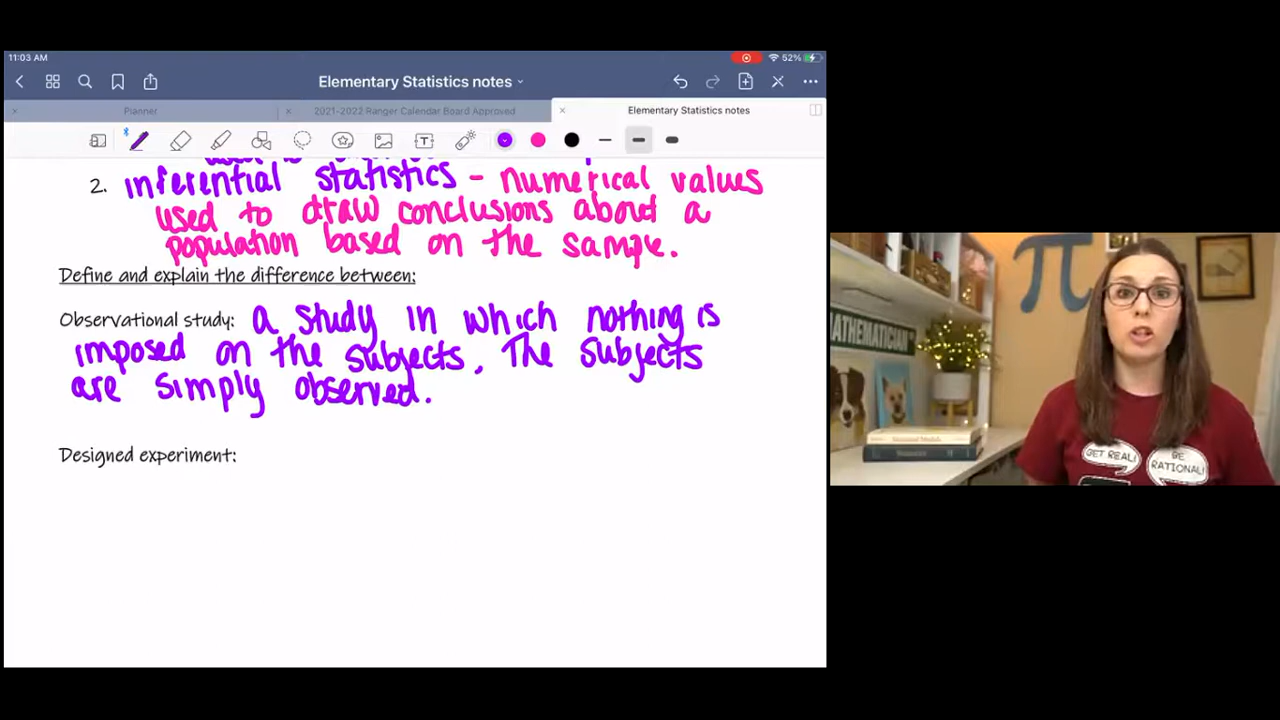 11:03 AM
52%
Elementary Statistics notes
Planner
2021-2022 Ranger Calendar Board Approved
Elementary Statistics notes
2. inferential statistics - numerical values
used to draw conclusions about a
population based on the sample.
Define and explain the difference between:
Observational study: a study in which nothing is
imposed on the subjects, The subjects
are simply observed.
Designed experiment:
MATHEMATICIAN
GET REAL!
BE
RATIONAL!